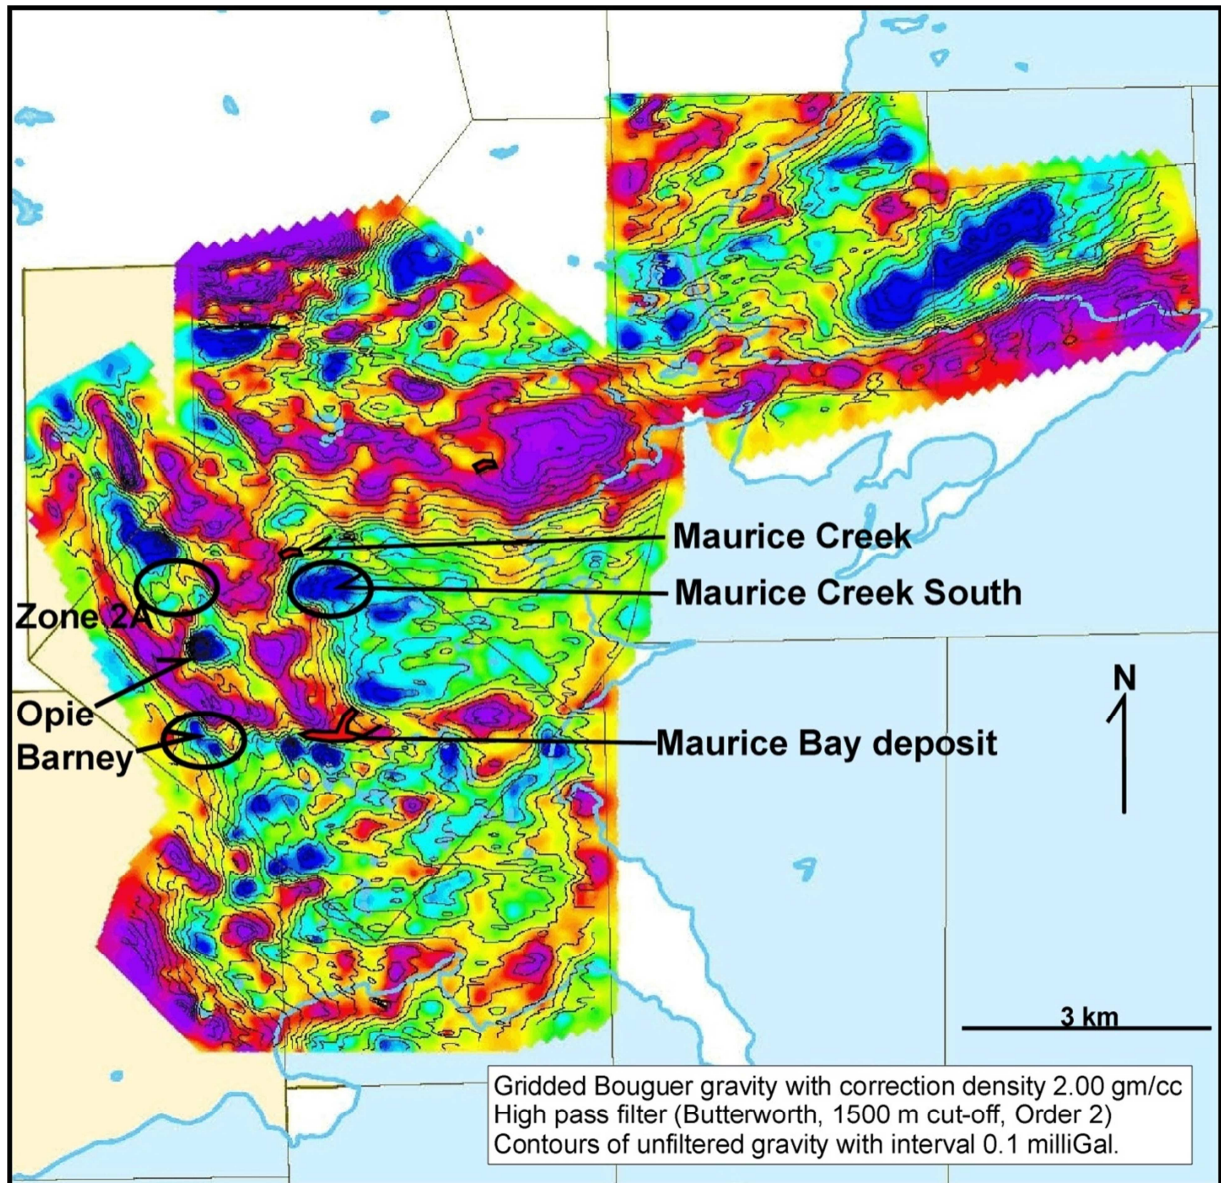 Maurice Creek
Maurice Creek South
Zone 2A
N
Opie
Barney
Maurice Bay deposit
3 km
Gridded Bouguer gravity with correction density 2.00 gm/cc
High pass filter (Butterworth, 1500 m cut-off, Order 2)
Contours of unfiltered gravity with interval 0.1 milliGal.